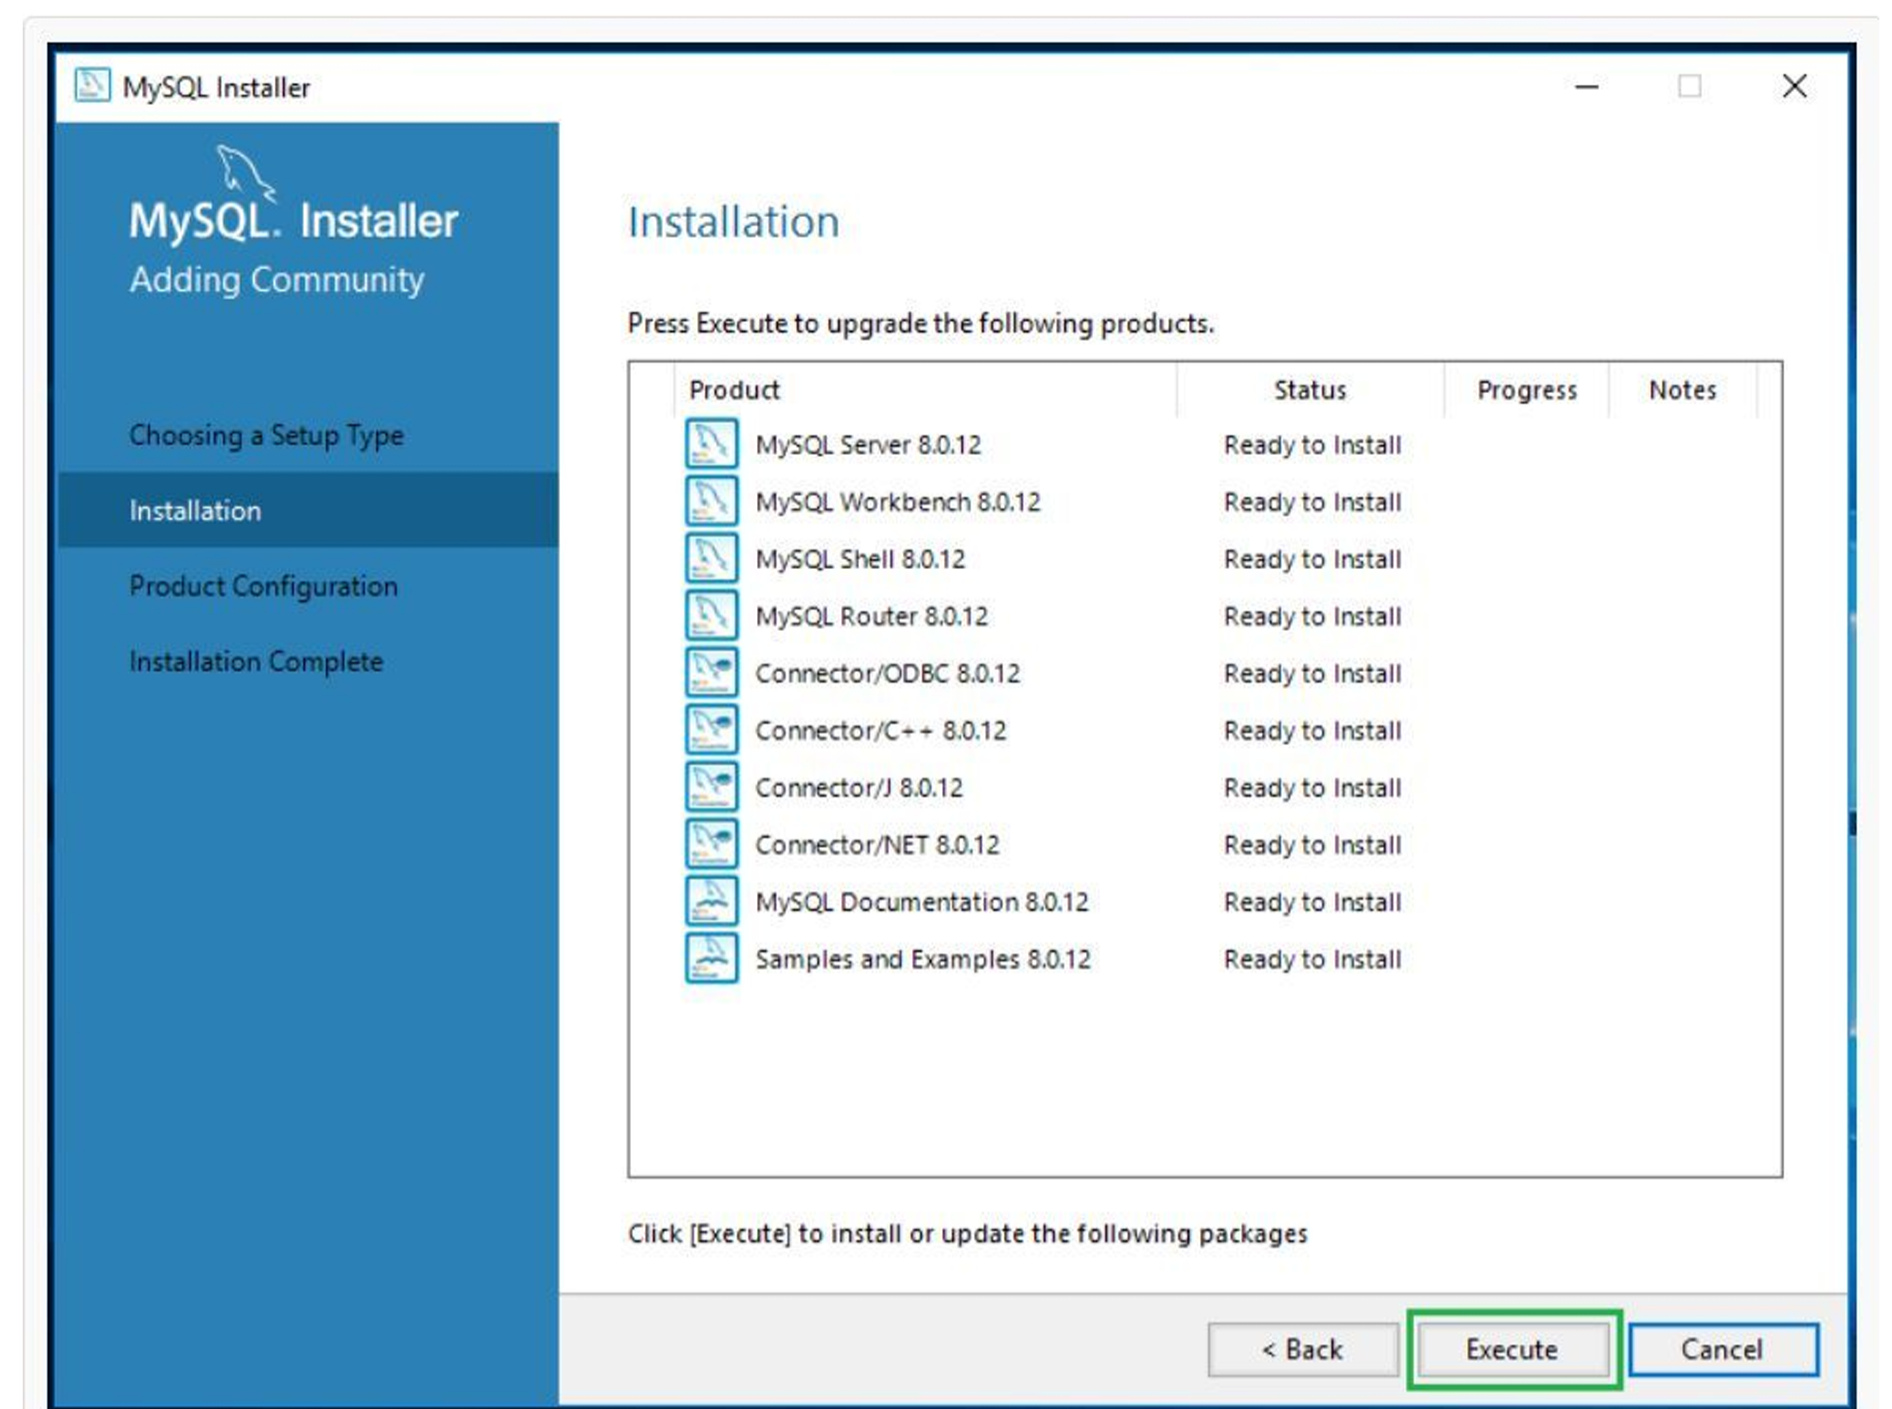 MySQL Installer
MySQL. Installer
Adding Community
Choosing a Setup Type
Installation
Product Configuration
Installation Complete
Installation
Press Execute to upgrade the following products.
Product Status Progress Notes
MySQL Server 8.0.12 Ready to Install
MySQL Workbench 8.0.12 Ready to Install
MySQL Shell 8.0.12 Ready to Install
MySQL Router 8.0.12 Ready to Install
Connector/ODBC 8.0.12 Ready to Install
Connector/C++ 8.0.12 Ready to Install
Connector/J 8.0.12 Ready to Install
Connector/NET 8.0.12 Ready to Install
MySQL Documentation 8.0.12 Ready to Install
Samples and Examples 8.0.12 Ready to Install
Click [Execute] to install or update the following packages
< Back Execute Cancel